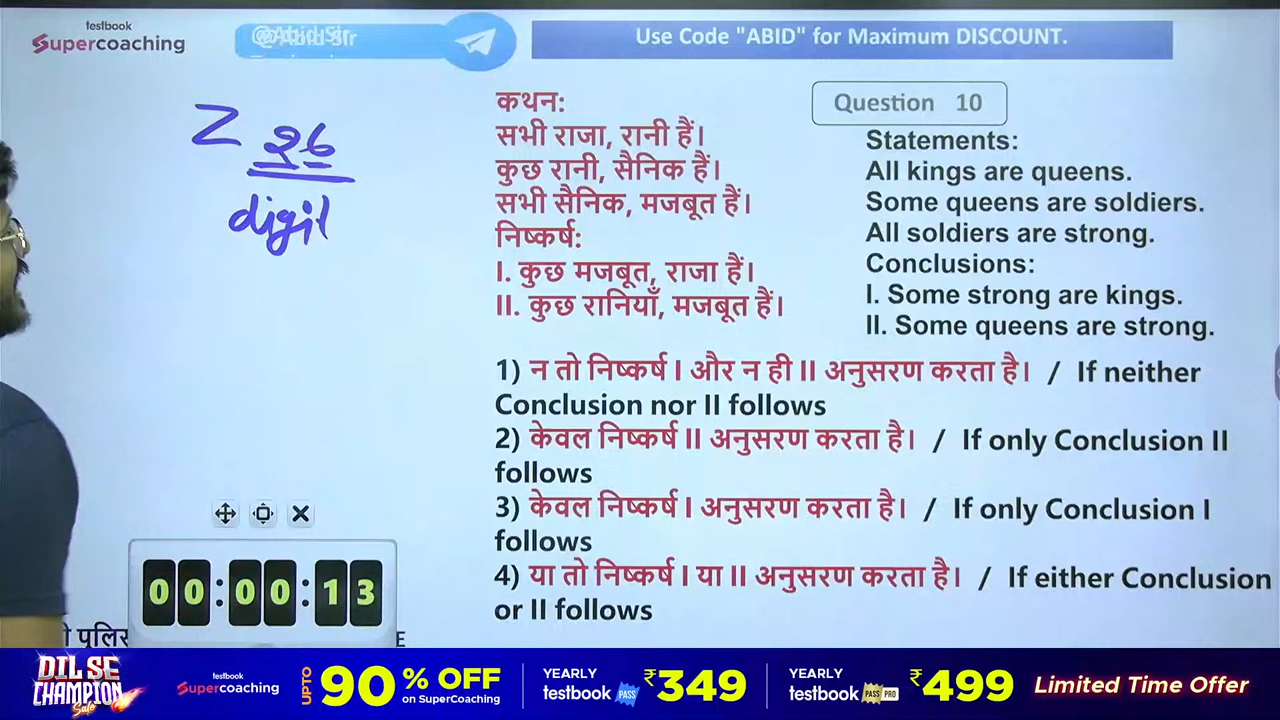 testbook
Supercoaching
@Abid Sir
Use Code "ABID" for Maximum DISCOUNT.
Z २६
digit
Question 10
कथन:
सभी राजा, रानी हैं।
कुछ रानी, सैनिक हैं।
सभी सैनिक, मजबूत हैं।
निष्कर्ष:
I. कुछ मजबूत, राजा हैं।
II. कुछ रानियाँ, मजबूत हैं।
Statements:
All kings are queens.
Some queens are soldiers.
All soldiers are strong.
Conclusions:
I. Some strong are kings.
II. Some queens are strong.
1) न तो निष्कर्ष I और न ही II अनुसरण करता है। / If neither
Conclusion nor II follows
2) केवल निष्कर्ष II अनुसरण करता है। / If only Conclusion II
follows
3) केवल निष्कर्ष I अनुसरण करता है। / If only Conclusion I
follows
4) या तो निष्कर्ष I या II अनुसरण करता है। / If either Conclusion
or II follows
00:00:13
DIL SE
CHAMPION
Sale
testbook
Supercoaching
UPTO 90% OFF
on SuperCoaching
YEARLY
testbook PASS ₹349
YEARLY
testbook PASS PRO ₹499
Limited Time Offer